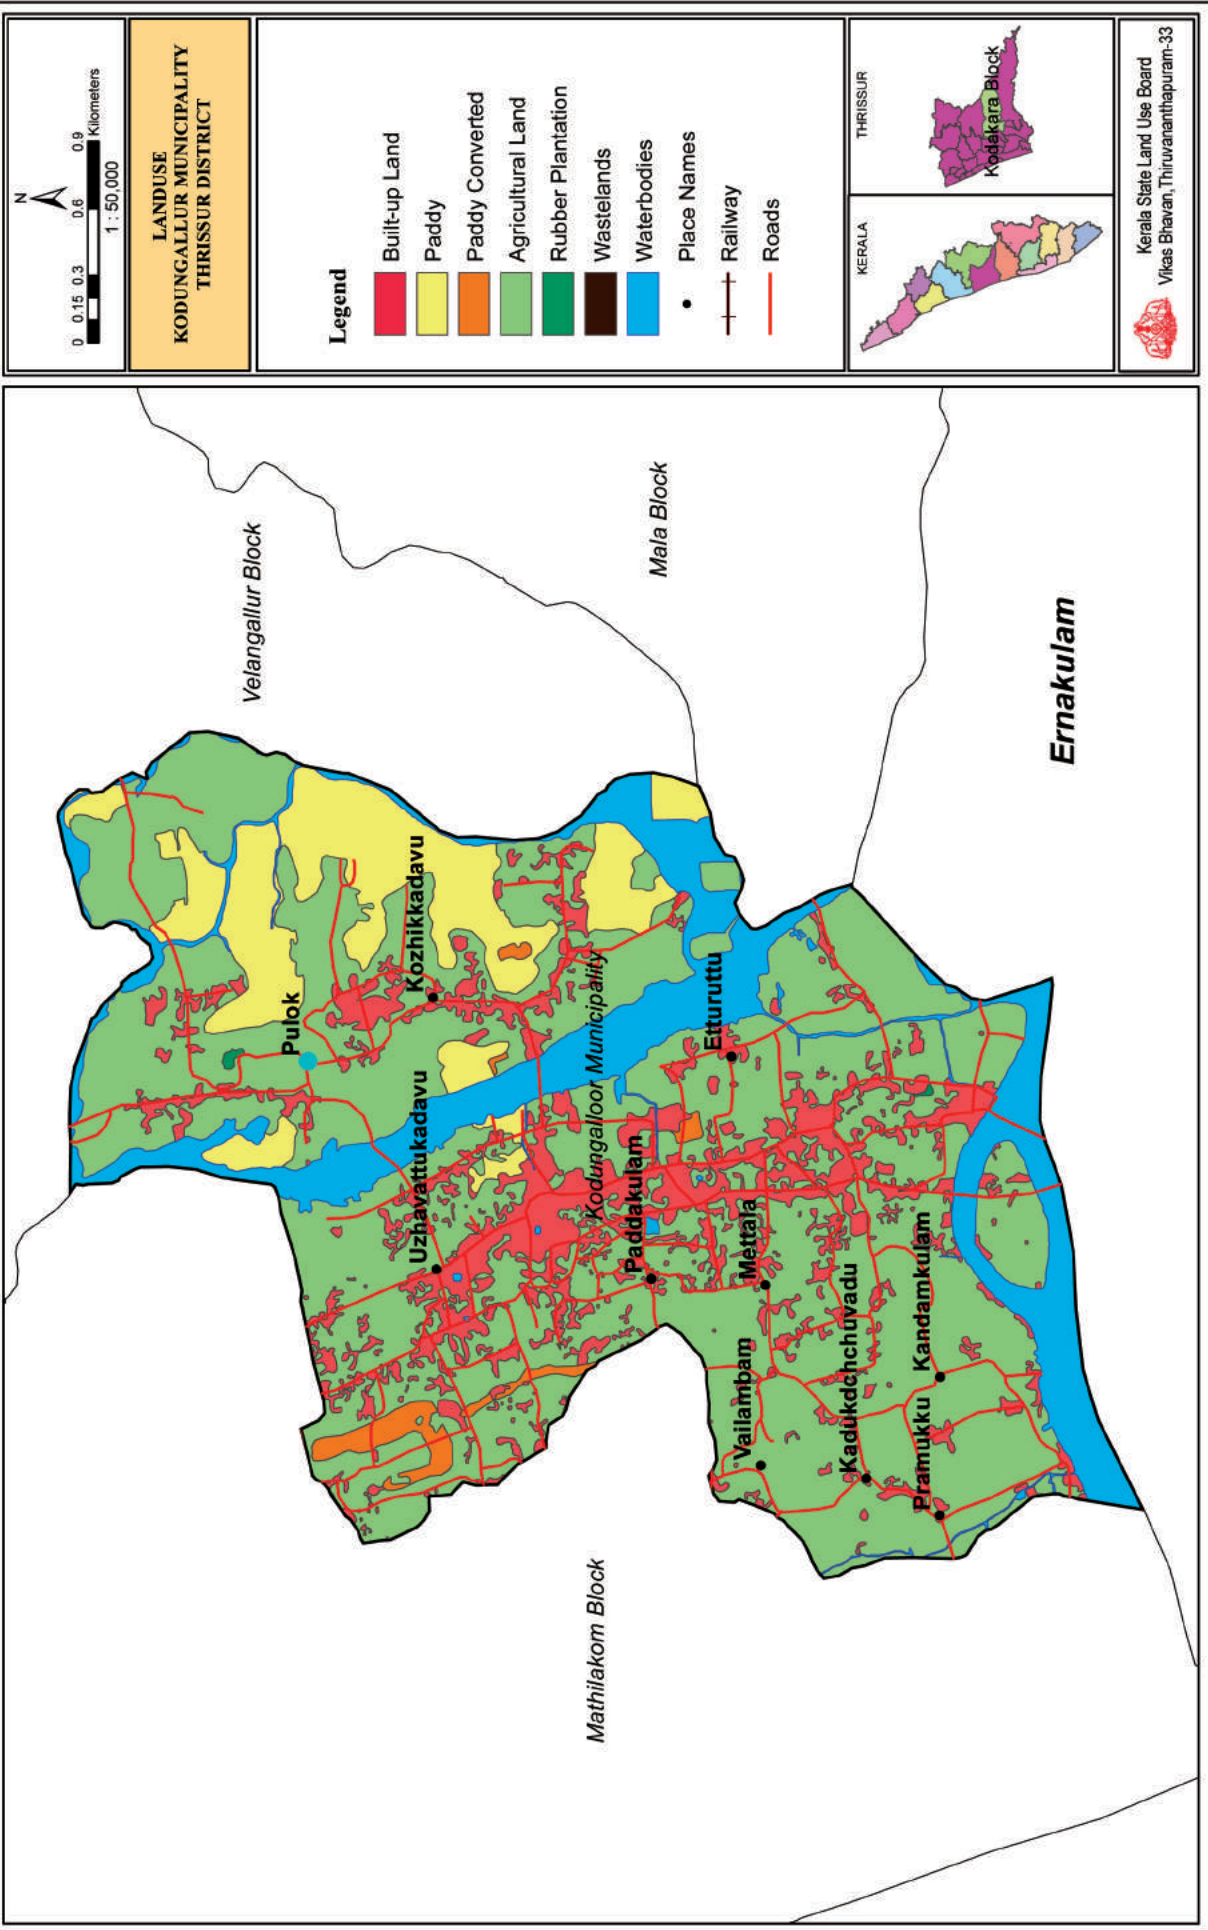 N
0 0.15 0.3 0.6 0.9
Kilometers
1 : 50,000
LANDUSE
KODUNGALLUR MUNICIPALITY
THRISSUR DISTRICT
Legend
Built-up Land
Paddy
Paddy Converted
Agricultural Land
Rubber Plantation
Wastelands
Waterbodies
Place Names
Railway
Roads
KERALA
THRISSUR
Kodakara Block
Kerala State Land Use Board
Vikas Bhavan,Thiruvananthapuram-33
Velangallur Block
Mala Block
Ernakulam
Mathilakom Block
Kodungalloor Municipality
Pulok
Kozhikkadavu
Uzhavattukadavu
Etturuttu
Paddakulam
Mettala
Vailambam
Kadukdchchuvadu
Kandamkulam
Pramukku